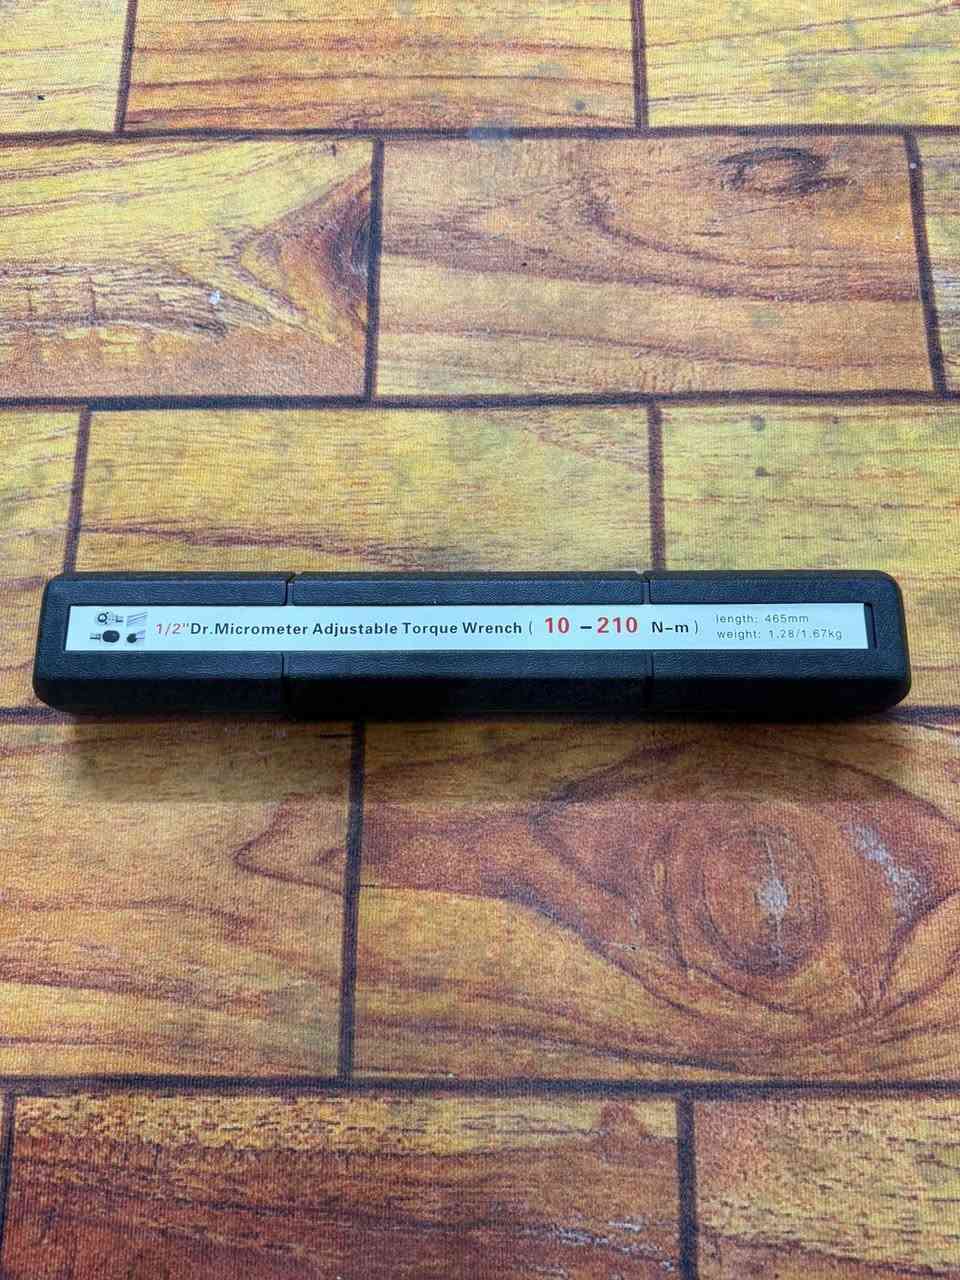 1/2"Dr.Micrometer Adjustable Torque Wrench ( 10 -210 N-m )
length: 465mm
weight: 1.28/1.67kg